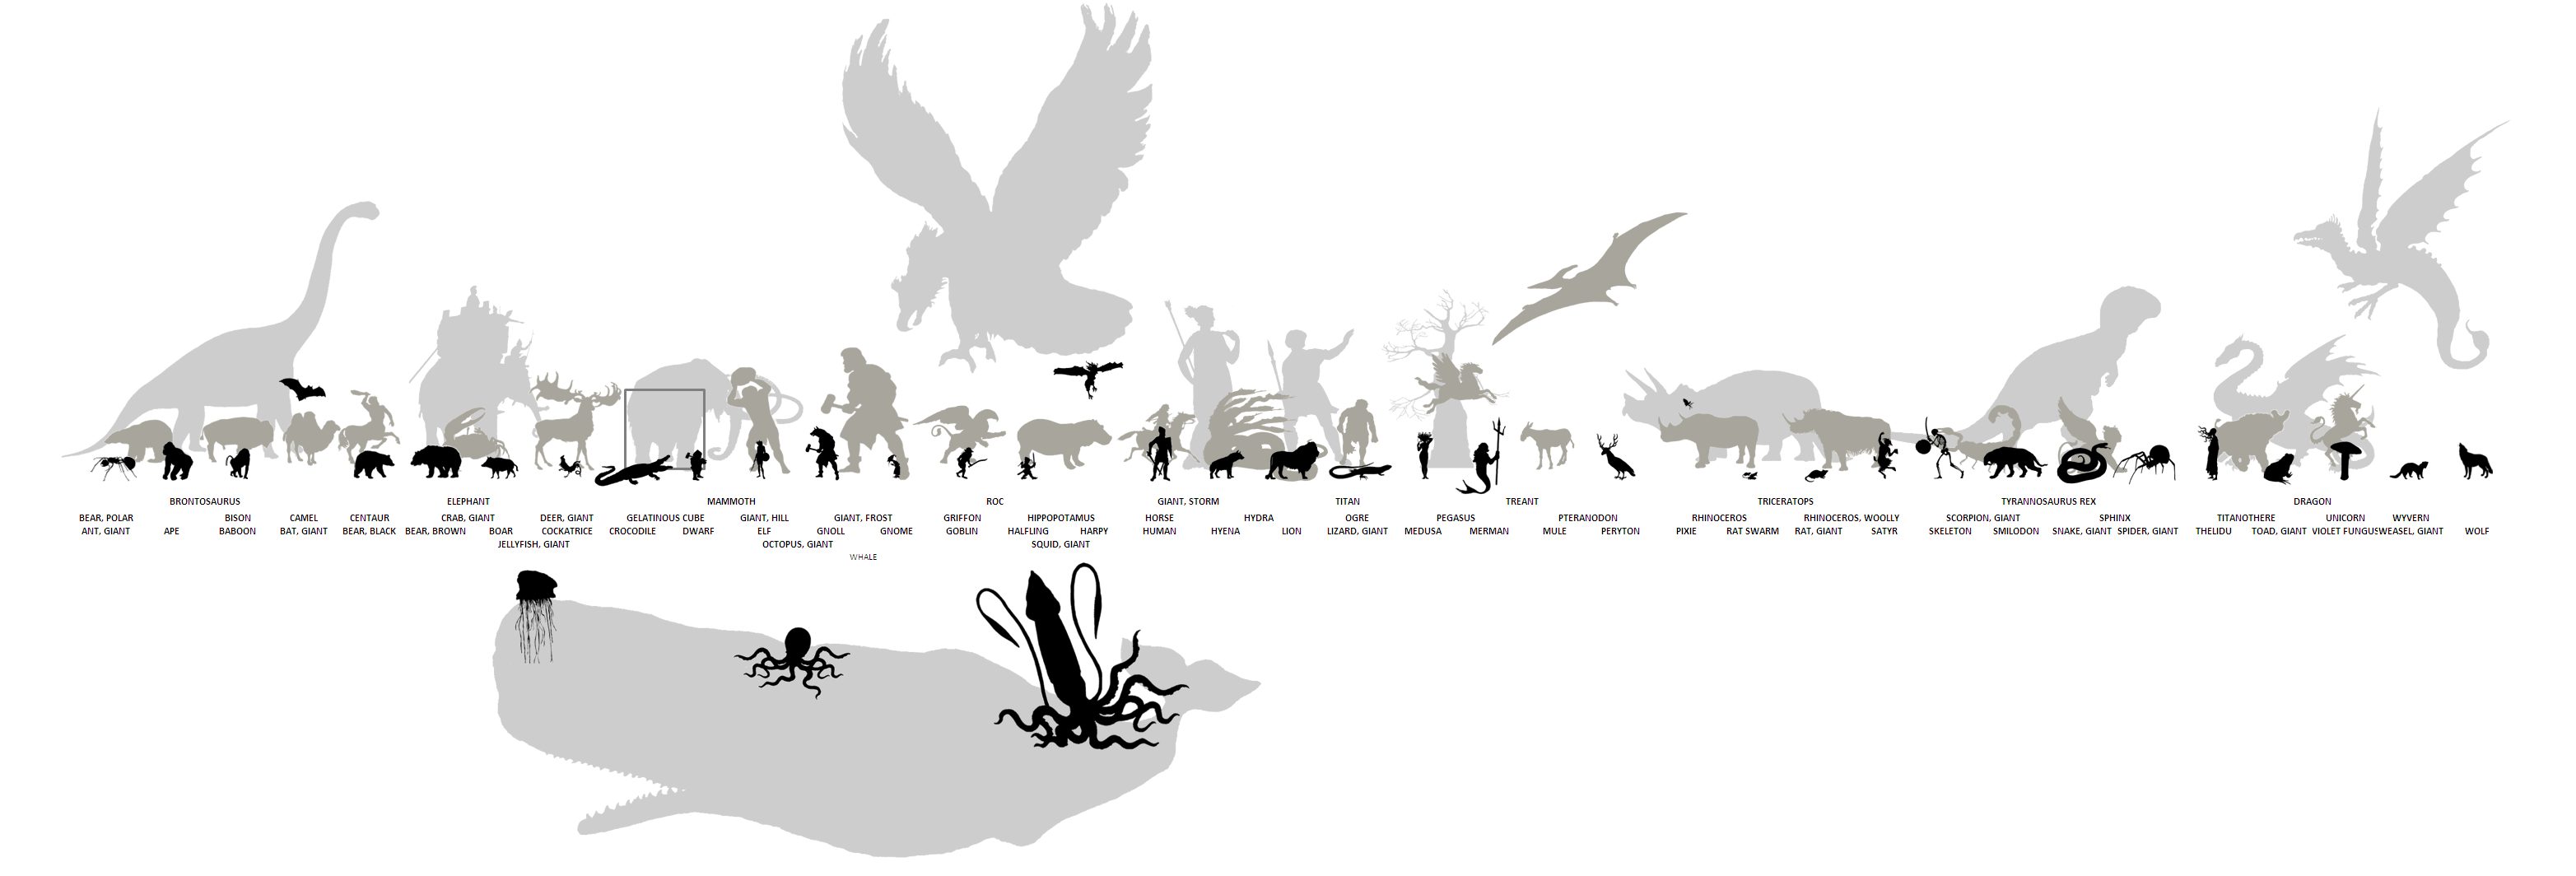 BRONTOSAURUS ELEPHANT MAMMOTH ROC GIANT, STORM TITAN TREANT TRICERATOPS TYRANNOSAURUS REX DRAGON
BEAR, POLAR BISON CAMEL CENTAUR CRAB, GIANT DEER, GIANT GELATINOUS CUBE GIANT, HILL GIANT, FROST GRIFFON HIPPOPOTAMUS HORSE HYDRA OGRE PEGASUS PTERANODON RHINOCEROS RHINOCEROS, WOOLLY SCORPION, GIANT SPHINX TITANOTHERE UNICORN WYVERN
ANT, GIANT APE BABOON BAT, GIANT BEAR, BLACK BEAR, BROWN BOAR COCKATRICE CROCODILE DWARF ELF GNOLL GNOME GOBLIN HALFLING HARPY HUMAN HYENA LION LIZARD, GIANT MEDUSA MERMAN MULE PERYTON PIXIE RAT SWARM RAT, GIANT SATYR SKELETON SMILODON SNAKE, GIANT SPIDER, GIANT THELIDU TOAD, GIANT VIOLET FUNGUS WEASEL, GIANT WOLF
JELLYFISH, GIANT OCTOPUS, GIANT SQUID, GIANT
WHALE